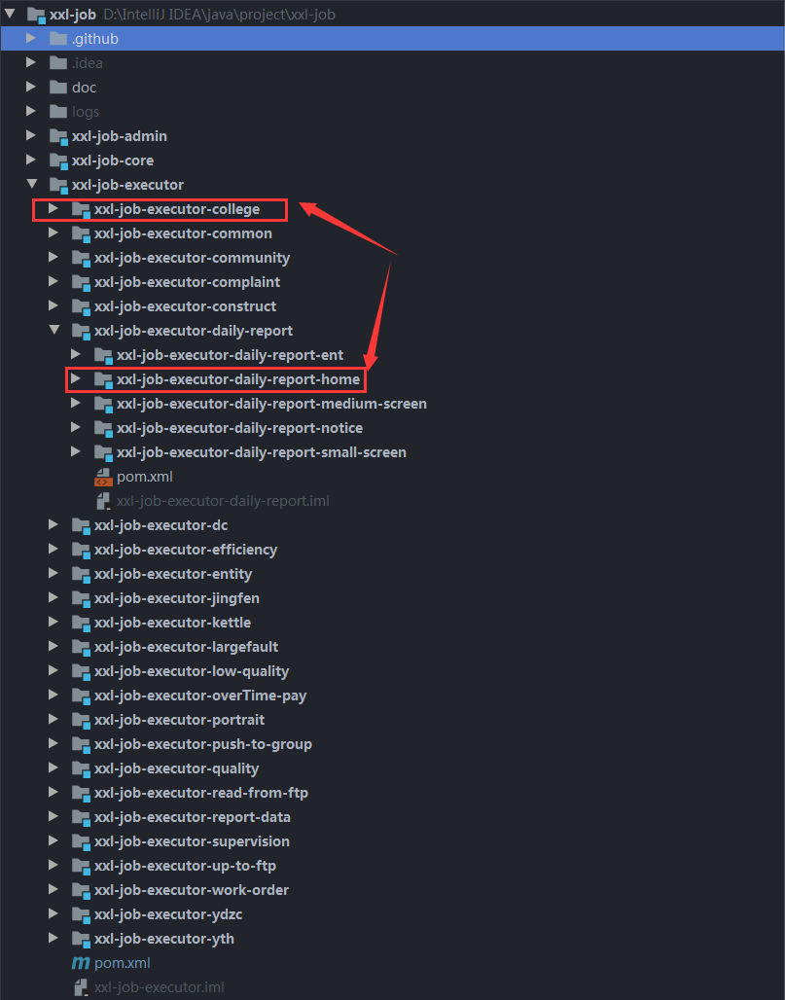 xxl-job D:\IntelliJ IDEA\java\project\xxl-job
.github
.idea
doc
logs
xxl-job-admin
xxl-job-core
xxl-job-executor
xxl-job-executor-college
xxl-job-executor-common
xxl-job-executor-community
xxl-job-executor-complaint
xxl-job-executor-construct
xxl-job-executor-daily-report
xxl-job-executor-daily-report-ent
xxl-job-executor-daily-report-home
xxl-job-executor-daily-report-medium-screen
xxl-job-executor-daily-report-notice
xxl-job-executor-daily-report-small-screen
pom.xml
xxl-job-executor-daily-report.iml
xxl-job-executor-dc
xxl-job-executor-efficiency
xxl-job-executor-entity
xxl-job-executor-jingfen
xxl-job-executor-kettle
xxl-job-executor-largefault
xxl-job-executor-low-quality
xxl-job-executor-overTime-pay
xxl-job-executor-portrait
xxl-job-executor-push-to-group
xxl-job-executor-quality
xxl-job-executor-read-from-ftp
xxl-job-executor-report-data
xxl-job-executor-supervision
xxl-job-executor-up-to-ftp
xxl-job-executor-work-order
xxl-job-executor-ydzc
xxl-job-executor-yth
pom.xml
xxl-job-executor.iml